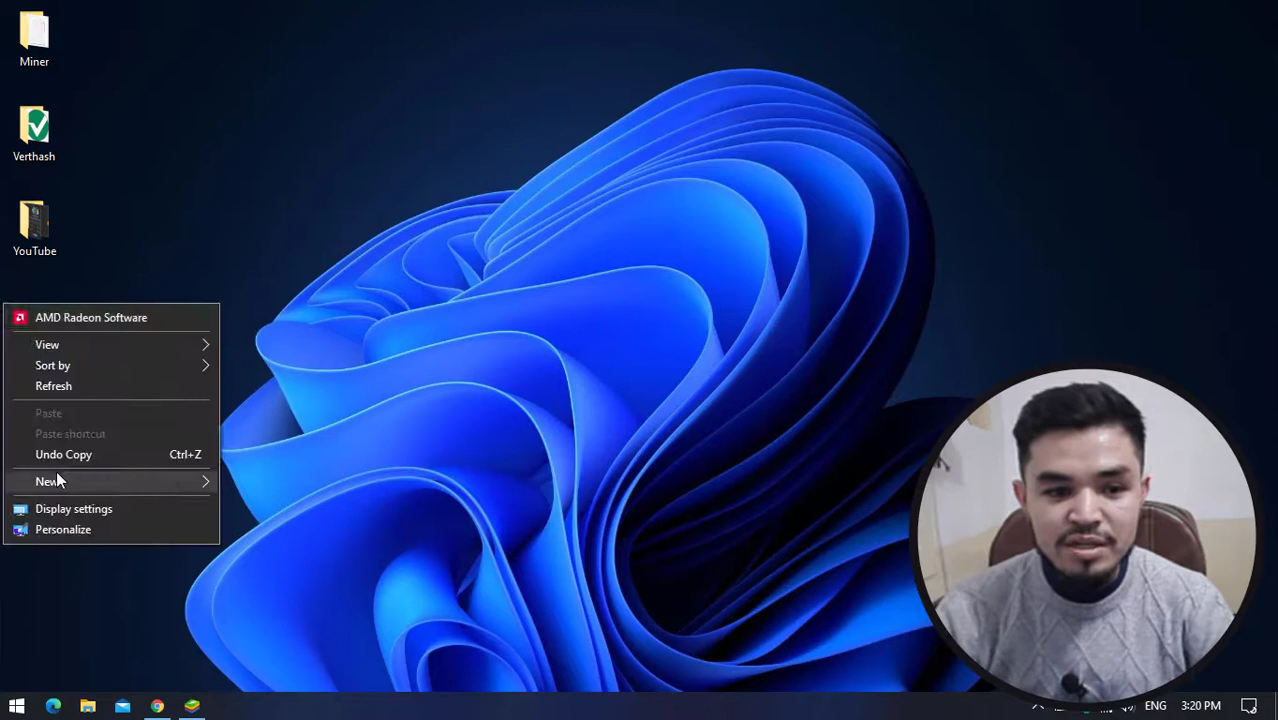 Miner
Verthash
YouTube
AMD Radeon Software
View
Sort by
Refresh
Paste
Paste shortcut
Undo Copy Ctrl+Z
New
Display settings
Personalize
ENG 3:20 PM